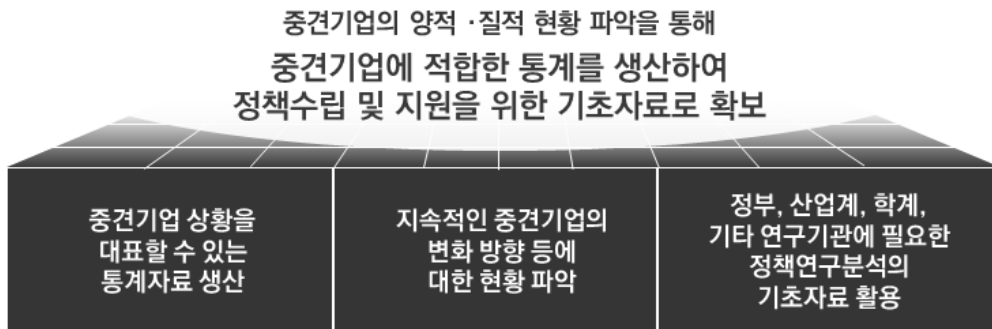 중견기업의 양적 ·질적 현황 파악을 통해
중견기업에 적합한 통계를 생산하여
정책수립 및 지원을 위한 기초자료로 확보
중견기업 상황을
대표할 수 있는
통계자료 생산
지속적인 중견기업의
변화 방향 등에
대한 현황 파악
정부, 산업계, 학계,
기타 연구기관에 필요한
정책연구분석의
기초자료 활용